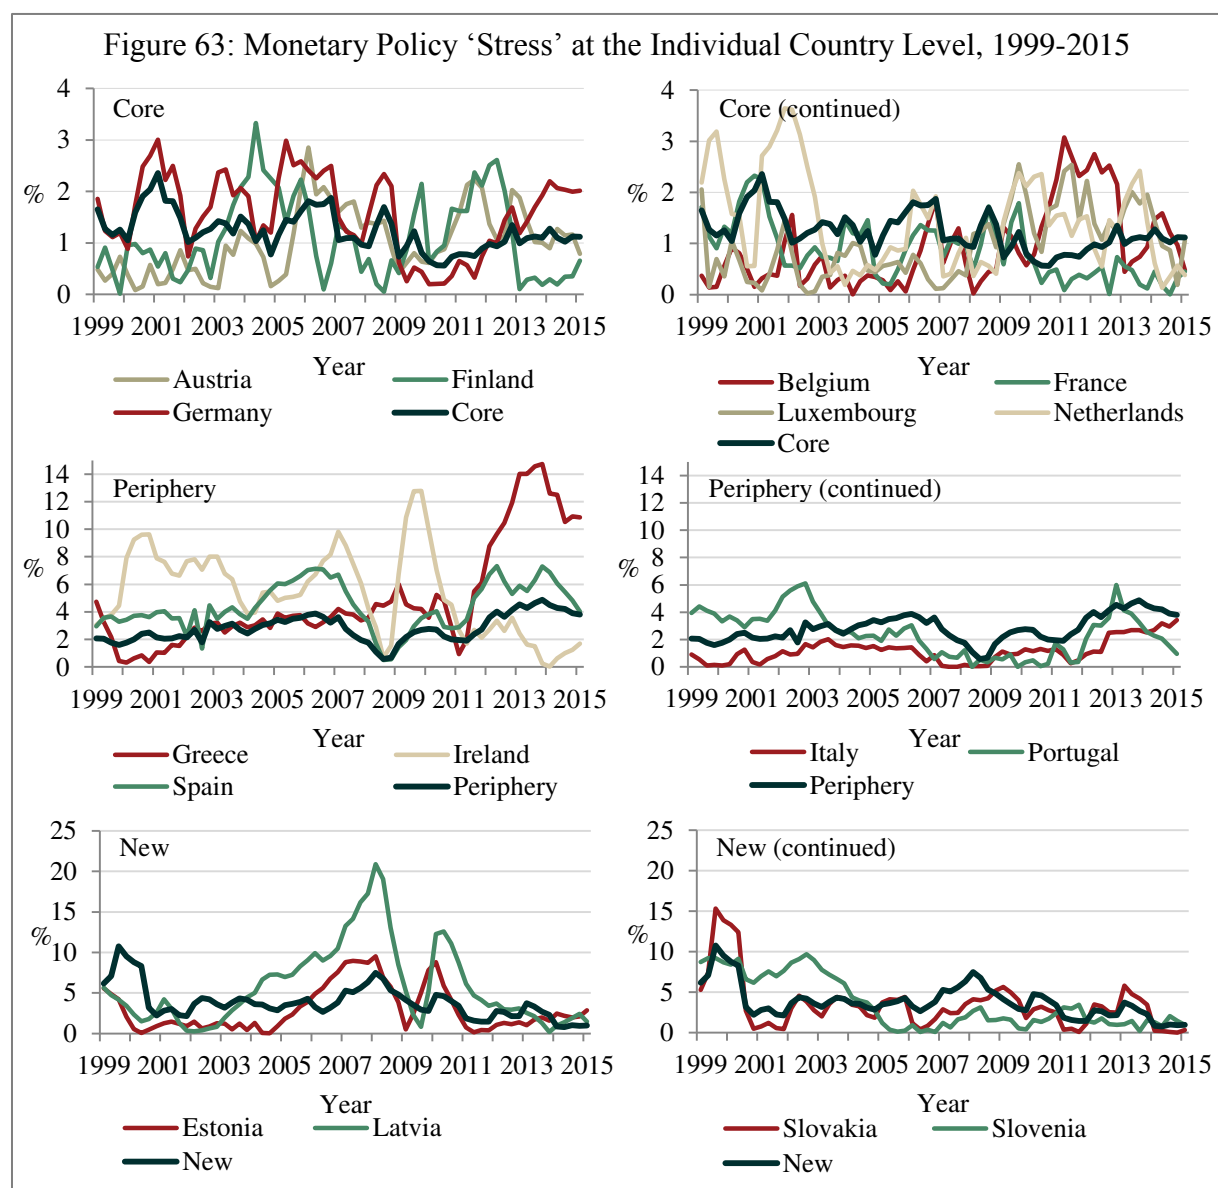 Figure 63: Monetary Policy ‘Stress’ at the Individual Country Level, 1999-2015
Core
4
3
%
2
1
0
1999 2001 2003 2005 2007 2009 2011 2013 2015
Year
Austria Finland
Germany Core
Core (continued)
4
3
%
2
1
0
1999 2001 2003 2005 2007 2009 2011 2013 2015
Year
Belgium France
Luxembourg Netherlands
Core
Periphery
14
12
10
8
%
6
4
2
0
1999 2001 2003 2005 2007 2009 2011 2013 2015
Year
Greece Ireland
Spain Periphery
Periphery (continued)
14
12
10
8
%
6
4
2
0
1999 2001 2003 2005 2007 2009 2011 2013 2015
Year
Italy Portugal
Periphery
New
25
20
15
%
10
5
0
1999 2001 2003 2005 2007 2009 2011 2013 2015
Year
Estonia Latvia
New
New (continued)
25
20
15
%
10
5
0
1999 2001 2003 2005 2007 2009 2011 2013 2015
Year
Slovakia Slovenia
New